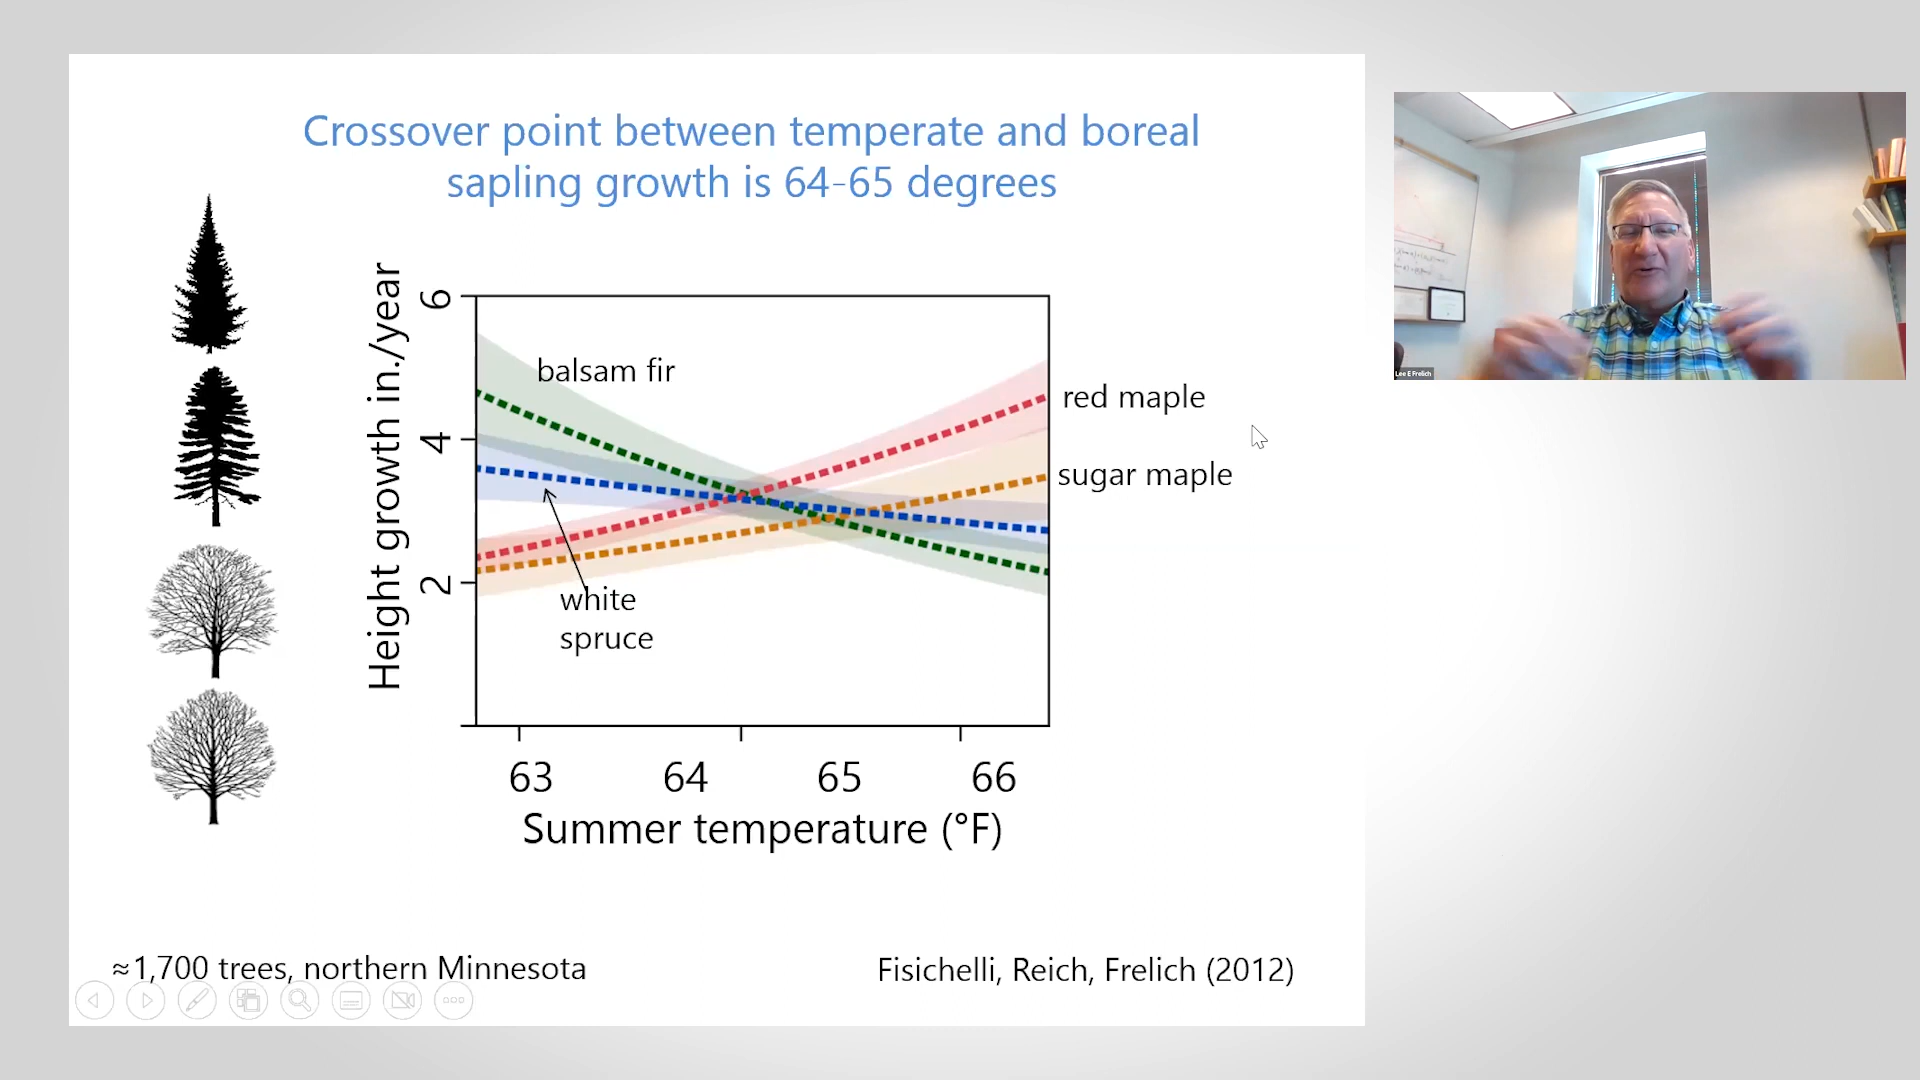 Crossover point between temperate and boreal
sapling growth is 64-65 degrees
Height growth in./year
6
4
2
balsam fir
white
spruce
red maple
sugar maple
63 64 65 66
Summer temperature (°F)
≈1,700 trees, northern Minnesota
Fisichelli, Reich, Frelich (2012)
Lee E Frelich